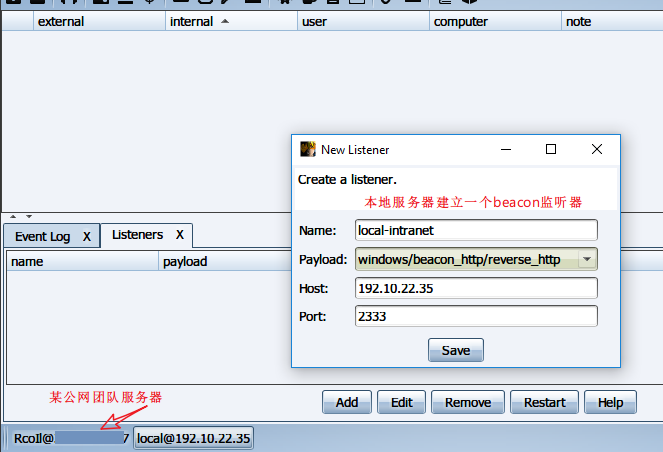 external internal user computer note
New Listener
Create a listener.
本地服务器建立一个beacon监听器
Name: local-intranet
Payload: windows/beacon_http/reverse_http
Host: 192.10.22.35
Port: 2333
Save
Event Log X Listeners X
name payload
某公网团队服务器
Add Edit Remove Restart Help
RcoIl@ 7 local@192.10.22.35